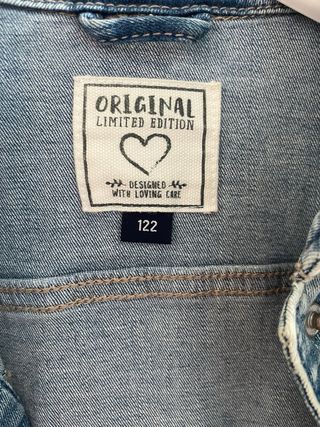 ORIGINAL
LIMITED EDITION
DESIGNED
WITH LOVING CARE
122